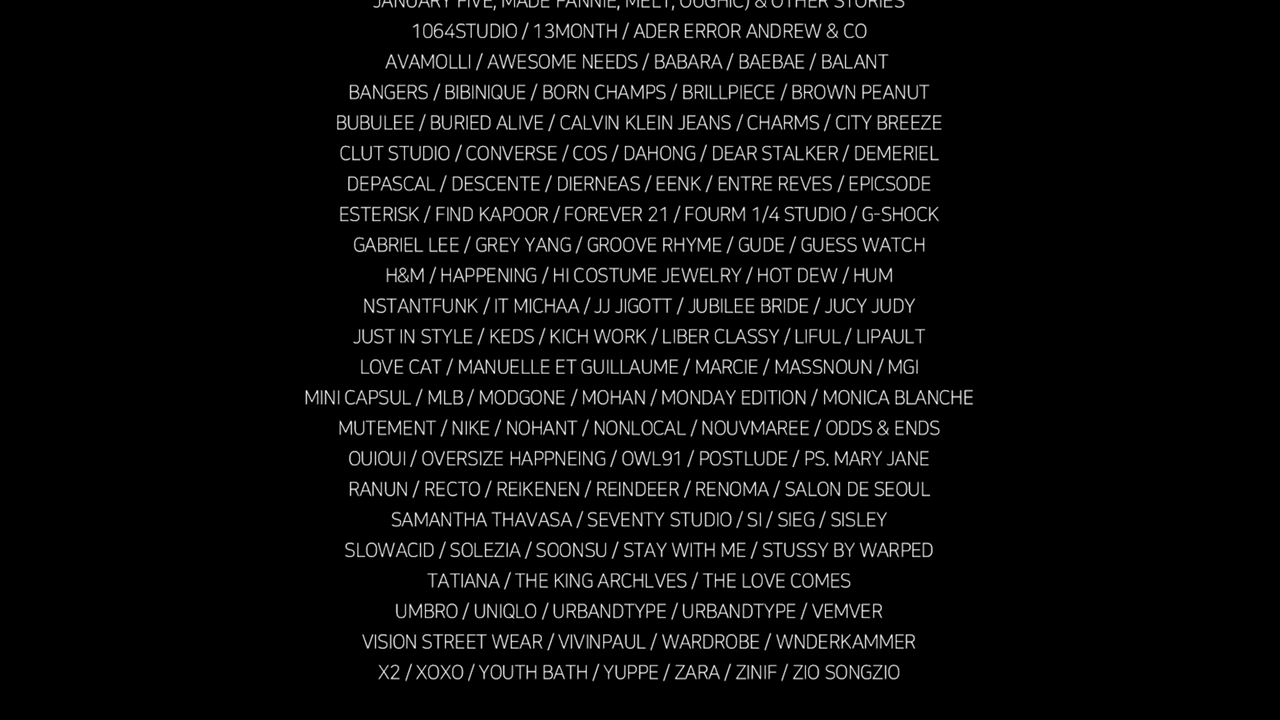 JANUARY FIVE, MADE FANNIE, MELT, OUGHIC) & OTHER STORIES
1064STUDIO / 13MONTH / ADER ERROR ANDREW & CO
AVAMOLLI / AWESOME NEEDS / BABARA / BAEBAE / BALANT
BANGERS / BIBINIQUE / BORN CHAMPS / BRILLPIECE / BROWN PEANUT
BUBULEE / BURIED ALIVE / CALVIN KLEIN JEANS / CHARMS / CITY BREEZE
CLUT STUDIO / CONVERSE / COS / DAHONG / DEAR STALKER / DEMERIEL
DEPASCAL / DESCENTE / DIERNEAS / EENK / ENTRE REVES / EPICSODE
ESTERISK / FIND KAPOOR / FOREVER 21 / FOURM 1/4 STUDIO / G-SHOCK
GABRIEL LEE / GREY YANG / GROOVE RHYME / GUDE / GUESS WATCH
H&M / HAPPENING / HI COSTUME JEWELRY / HOT DEW / HUM
NSTANTFUNK / IT MICHAA / JJ JIGOTT / JUBILEE BRIDE / JUCY JUDY
JUST IN STYLE / KEDS / KICH WORK / LIBER CLASSY / LIFUL / LIPAULT
LOVE CAT / MANUELLE ET GUILLAUME / MARCIE / MASSNOUN / MGI
MINI CAPSUL / MLB / MODGONE / MOHAN / MONDAY EDITION / MONICA BLANCHE
MUTEMENT / NIKE / NOHANT / NONLOCAL / NOUVMAREE / ODDS & ENDS
OUIOUI / OVERSIZE HAPPNEING / OWL91 / POSTLUDE / PS. MARY JANE
RANUN / RECTO / REIKENEN / REINDEER / RENOMA / SALON DE SEOUL
SAMANTHA THAVASA / SEVENTY STUDIO / SI / SIEG / SISLEY
SLOWACID / SOLEZIA / SOONSU / STAY WITH ME / STUSSY BY WARPED
TATIANA / THE KING ARCHLVES / THE LOVE COMES
UMBRO / UNIQLO / URBANDTYPE / URBANDTYPE / VEMVER
VISION STREET WEAR / VIVINPAUL / WARDROBE / WNDERKAMMER
X2 / XOXO / YOUTH BATH / YUPPE / ZARA / ZINIF / ZIO SONGZIO